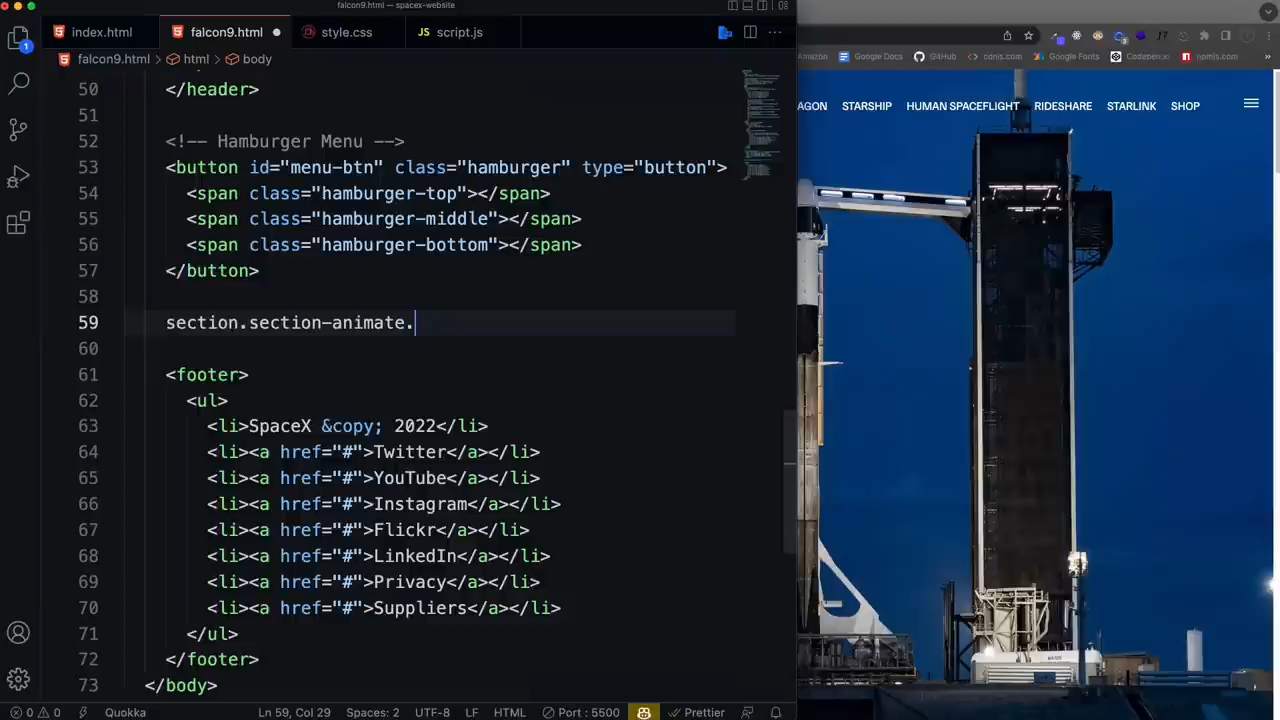 falcon9.html — spacex-website
index.html
falcon9.html
style.css
JS script.js
falcon9.html > html > body
50 </header>
51
52 <!-- Hamburger Menu -->
53 <button id="menu-btn" class="hamburger" type="button">
54 <span class="hamburger-top"></span>
55 <span class="hamburger-middle"></span>
56 <span class="hamburger-bottom"></span>
57 </button>
58
59 section.section-animate.
60
61 <footer>
62 <ul>
63 <li>SpaceX &copy; 2022</li>
64 <li><a href="#">Twitter</a></li>
65 <li><a href="#">YouTube</a></li>
66 <li><a href="#">Instagram</a></li>
67 <li><a href="#">Flickr</a></li>
68 <li><a href="#">LinkedIn</a></li>
69 <li><a href="#">Privacy</a></li>
70 <li><a href="#">Suppliers</a></li>
71 </ul>
72 </footer>
73 </body>
1
0 0 Quokka Ln 59, Col 29 Spaces: 2 UTF-8 LF HTML Port : 5500 Prettier
Amazon Google Docs GitHub canis.com Google Fonts Codepen.io npmjs.com »
AGON STARSHIP HUMAN SPACEFLIGHT RIDESHARE STARLINK SHOP